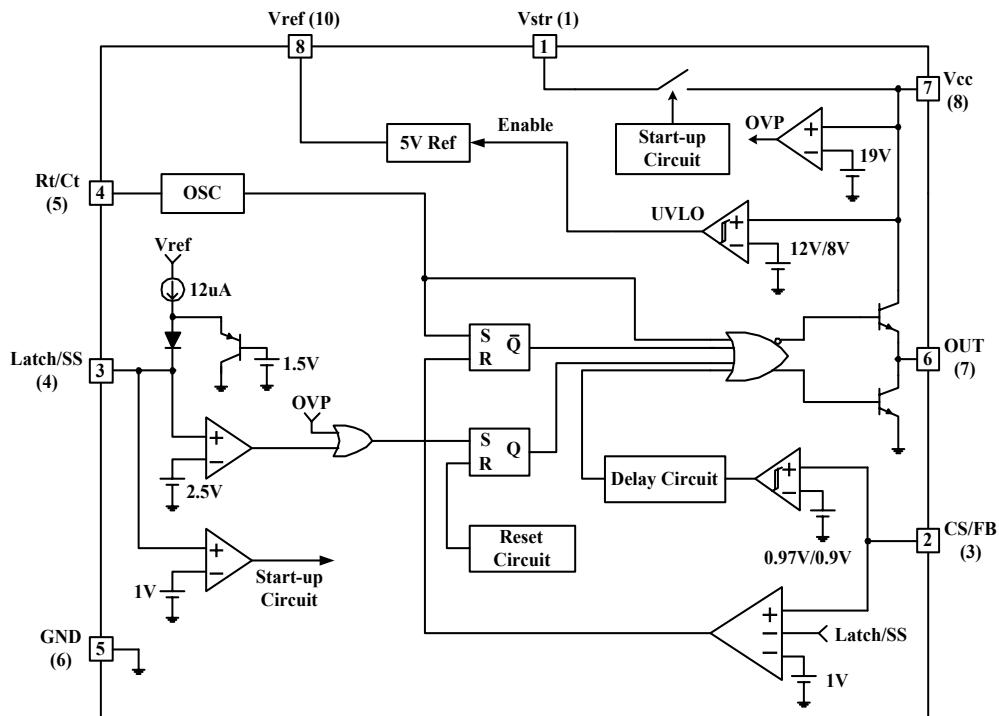 Vref (10)
Vstr (1)
8
1
7
Vcc
(8)
OVP
+
−
19V
Enable
5V Ref
Start-up
Circuit
Rt/Ct
(5)
4
OSC
UVLO
+
−
12V/8V
Vref
12uA
S
R
Q̅
Latch/SS
(4)
3
1.5V
6
OUT
(7)
OVP
+
−
2.5V
S
R
Q
Delay Circuit
+
−
0.97V/0.9V
Reset
Circuit
2
CS/FB
(3)
+
−
1V
Start-up
Circuit
+
−
−
Latch/SS
1V
GND
(6)
5